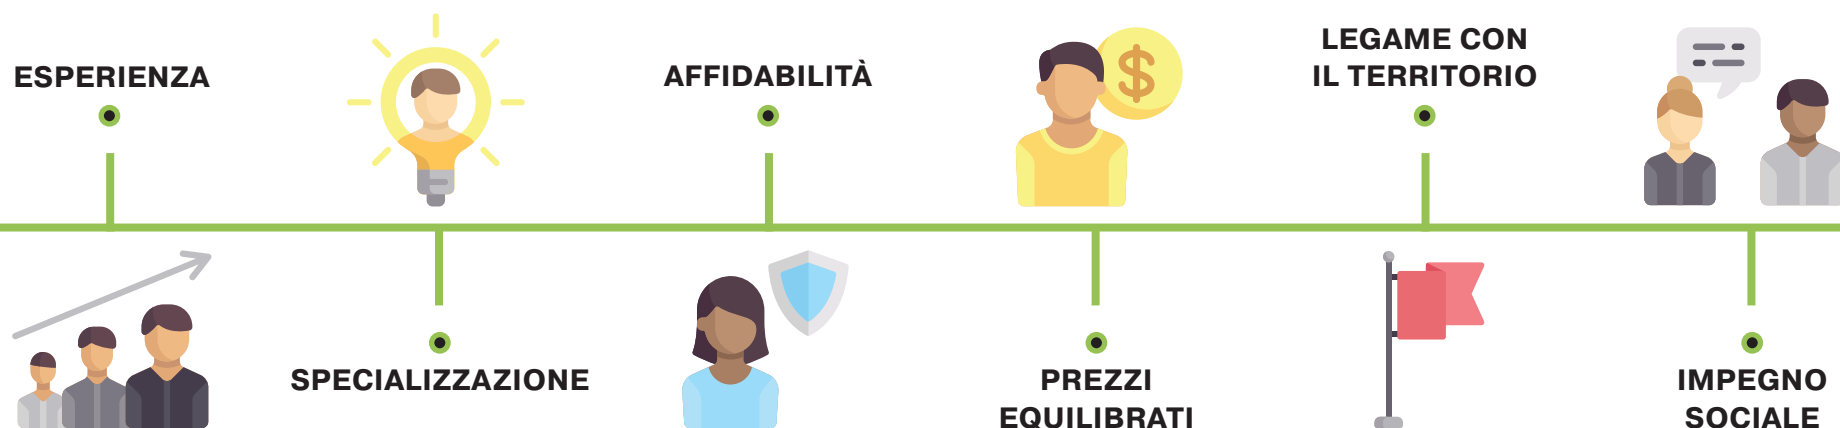 ESPERIENZA
SPECIALIZZAZIONE
AFFIDABILITÀ
PREZZI
EQUILIBRATI
LEGAME CON
IL TERRITORIO
IMPEGNO
SOCIALE